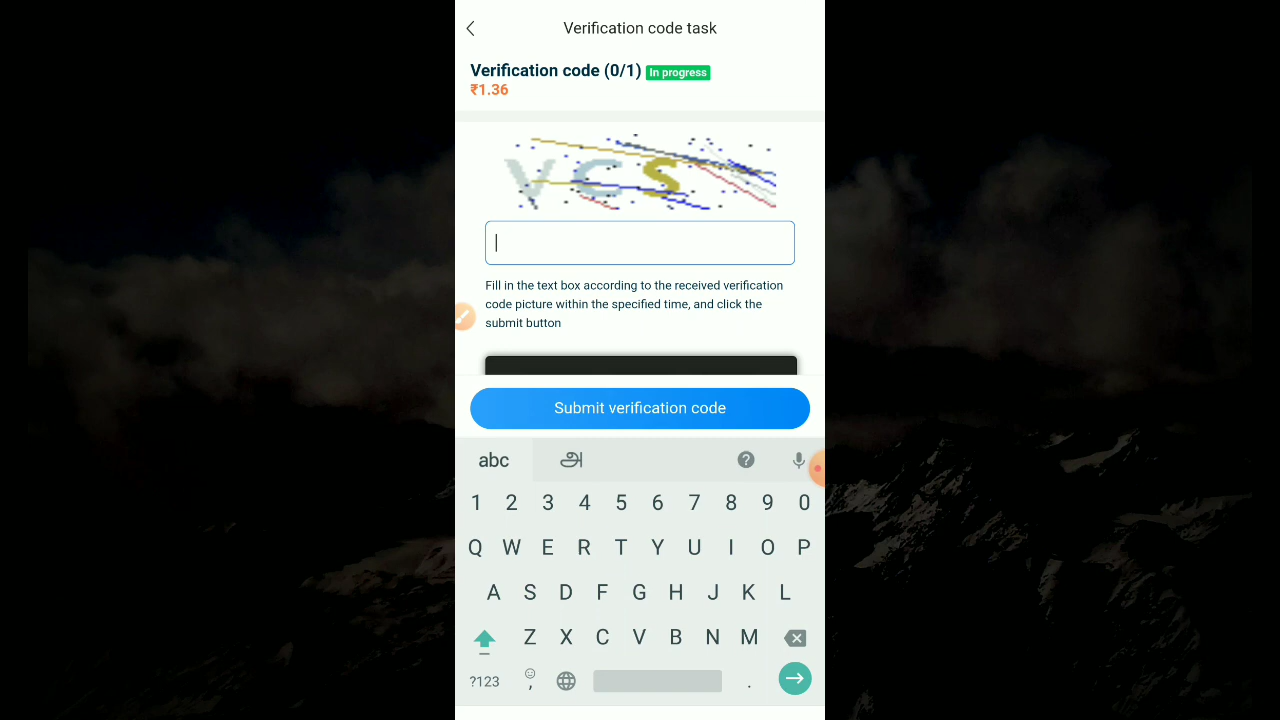 Verification code task
Verification code (0/1) In progress
₹1.36
VCS
Fill in the text box according to the received verification
code picture within the specified time, and click the
submit button
Submit verification code
abc அ
1 2 3 4 5 6 7 8 9 0
Q W E R T Y U I O P
A S D F G H J K L
Z X C V B N M
?123 , .